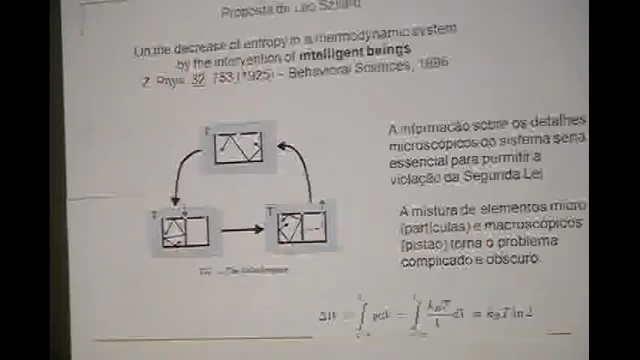 Proposta de Leo Szilard
On the decrease of entropy in a thermodynamic system
by the intervention of intelligent beings
Z. Phys. 32 753 (1925) – Behavioral Sciences, 1996
A informação sobre os detalhes
microscópicos do sistema seria
essencial para permitir a
violação da Segunda Lei
T
T
A mistura de elementos micro
(partículas) e macroscópicos
(pistão) torna o problema
complicado e obscuro.